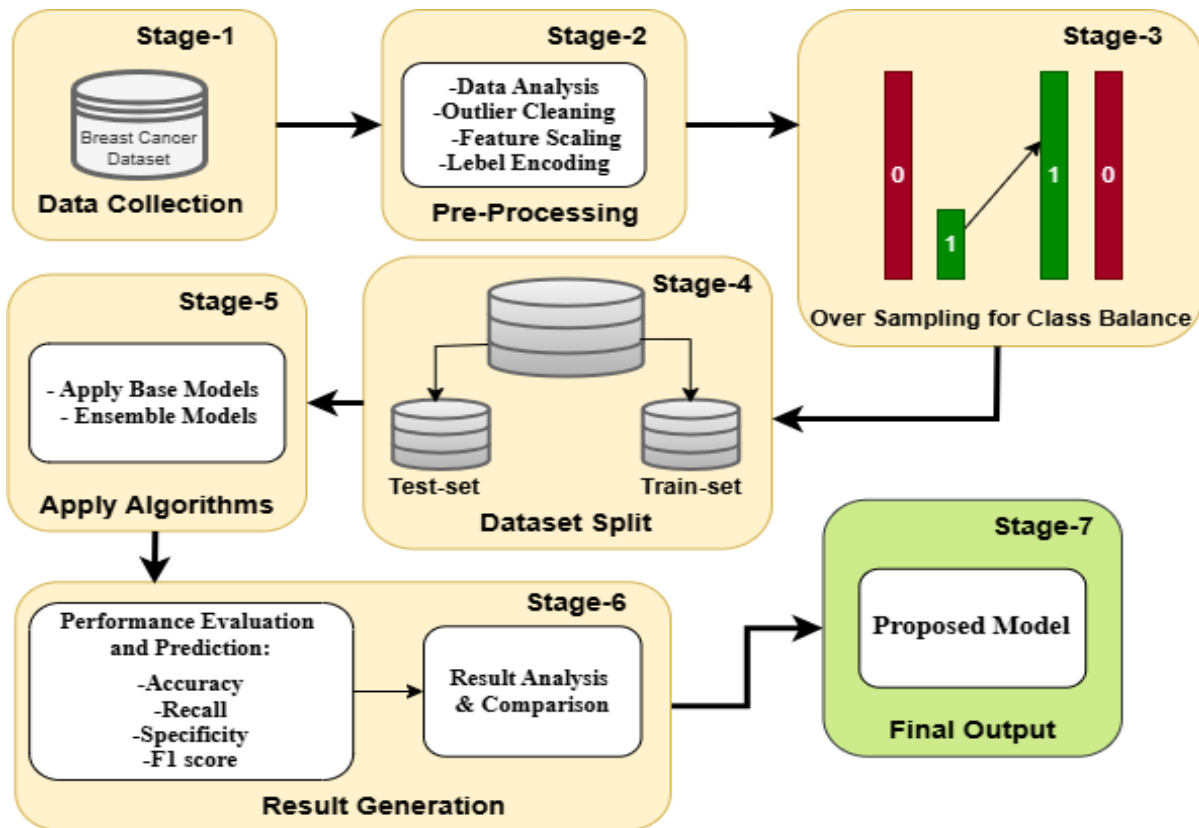 Stage-1
Breast Cancer
Dataset
Data Collection
Stage-2
-Data Analysis
-Outlier Cleaning
-Feature Scaling
-Lebel Encoding
Pre-Processing
Stage-3
0
1
1
0
Over Sampling for Class Balance
Stage-4
Test-set
Train-set
Dataset Split
Stage-5
- Apply Base Models
- Ensemble Models
Apply Algorithms
Stage-6
Performance Evaluation
and Prediction:
-Accuracy
-Recall
-Specificity
-F1 score
Result Analysis
& Comparison
Result Generation
Stage-7
Proposed Model
Final Output